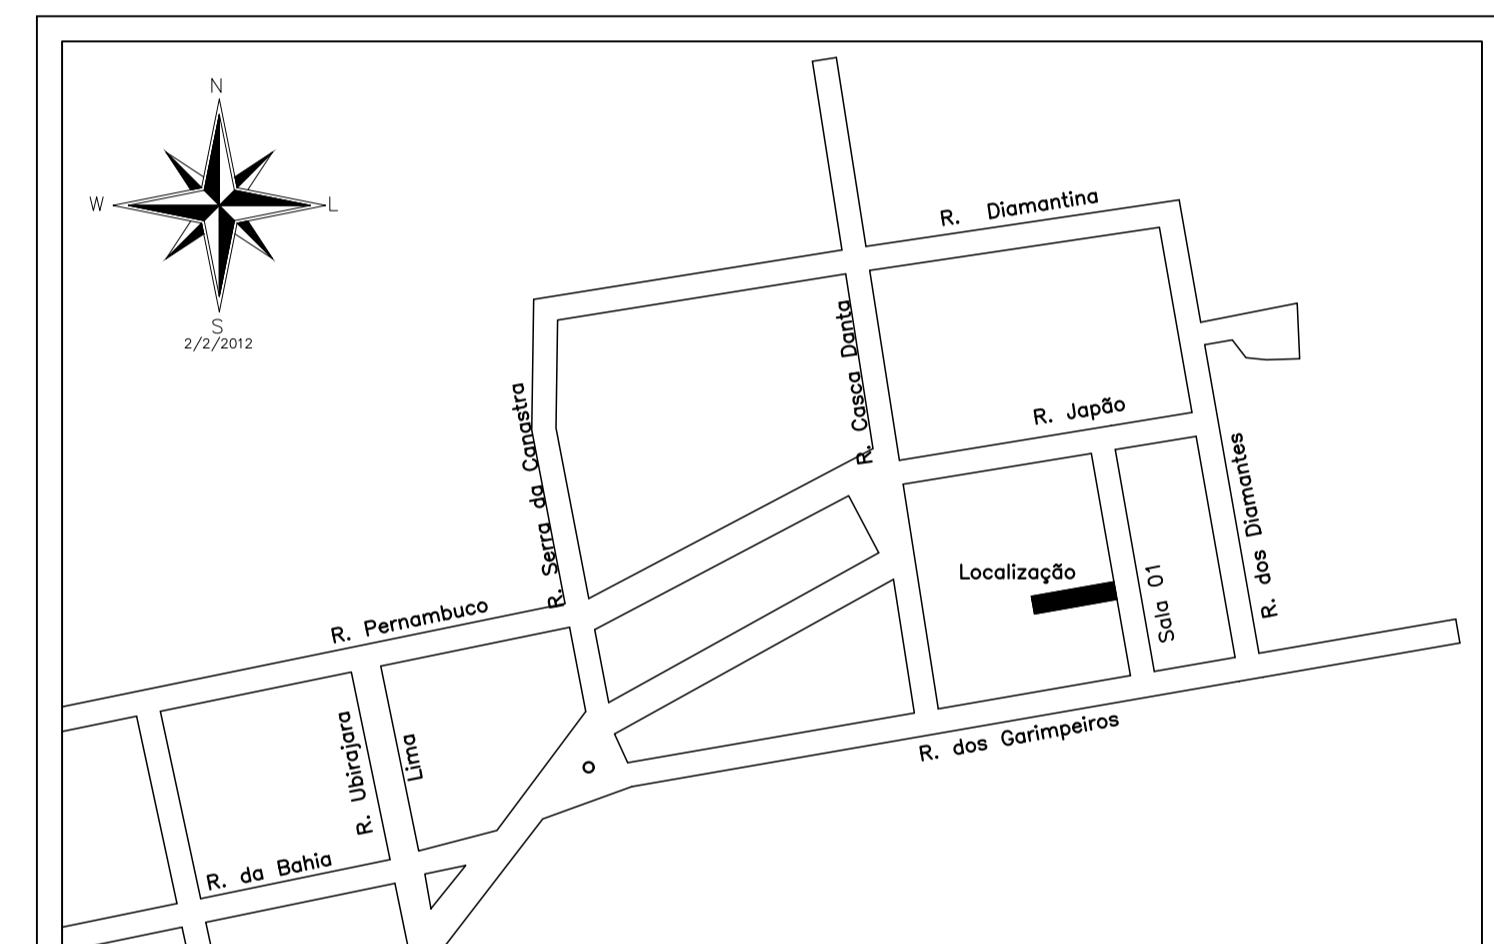 N
W
L
S
2/2/2012
R. Diamantina
R. Casca Danta
R. Serra da Canastra
R. Japão
R. dos Diamantes
Localização
Sala 01
R. Pernambuco
R. Ubirajara
Lima
R. dos Garimpeiros
R. da Bahia